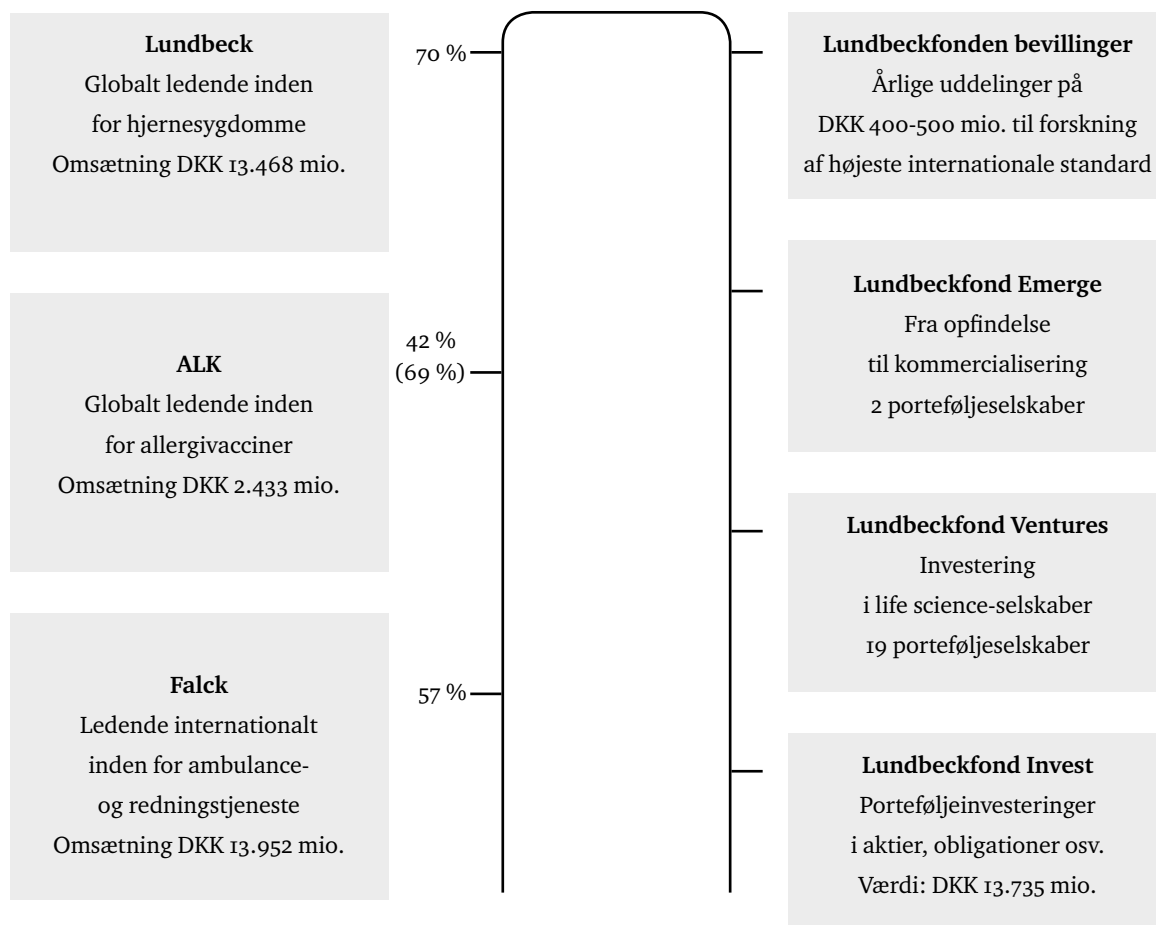 Lundbeck
Globalt ledende inden
for hjernesygdomme
Omsætning DKK 13.468 mio.
70 %
ALK
Globalt ledende inden
for allergivacciner
Omsætning DKK 2.433 mio.
42 %
(69 %)
Falck
Ledende internationalt
inden for ambulance-
og redningstjeneste
Omsætning DKK 13.952 mio.
57 %
Lundbeckfonden bevillinger
Årlige uddelinger på
DKK 400-500 mio. til forskning
af højeste internationale standard
Lundbeckfond Emerge
Fra opfindelse
til kommercialisering
2 porteføljeselskaber
Lundbeckfond Ventures
Investering
i life science-selskaber
19 porteføljeselskaber
Lundbeckfond Invest
Porteføljeinvesteringer
i aktier, obligationer osv.
Værdi: DKK 13.735 mio.